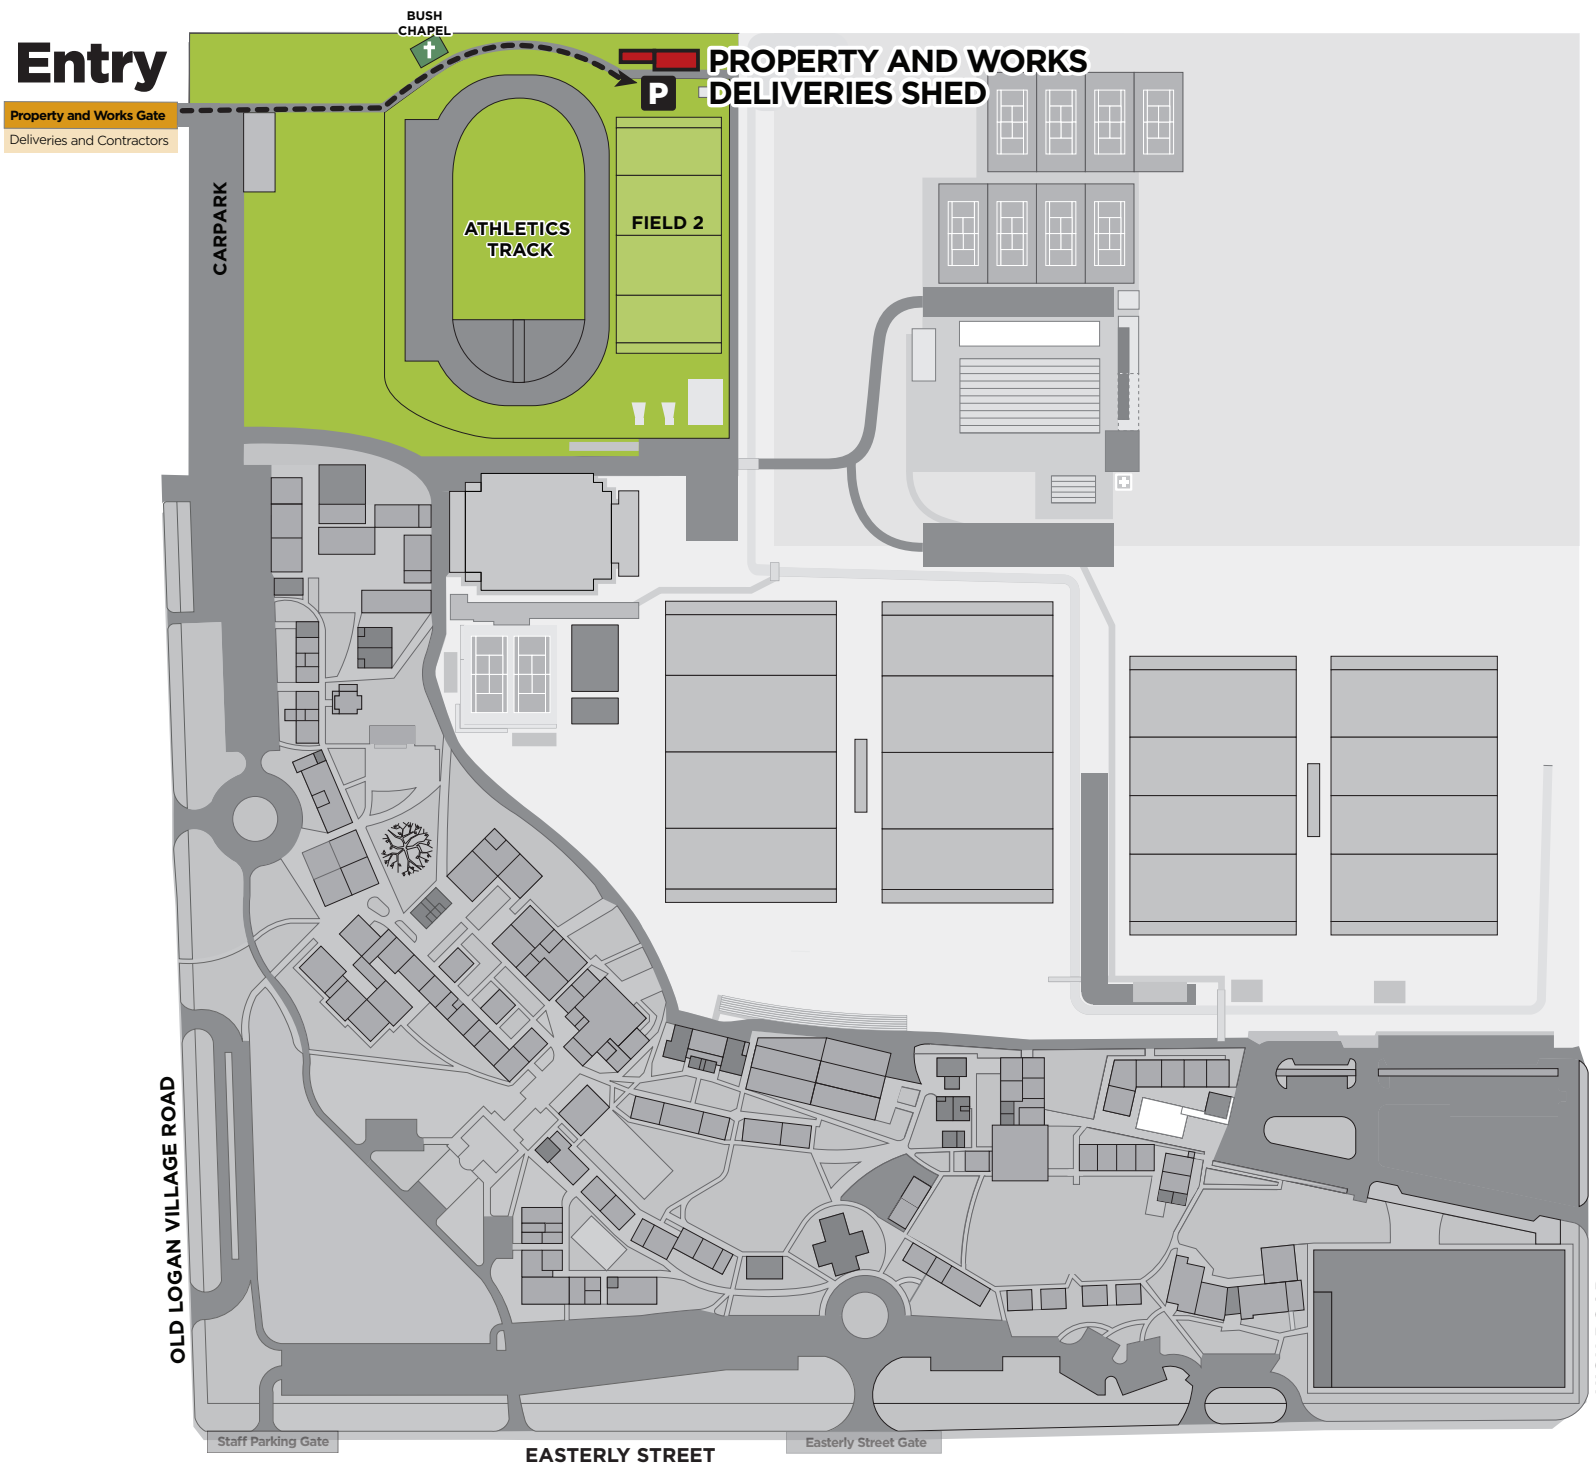 BUSH
CHAPEL
Entry
PROPERTY AND WORKS
DELIVERIES SHED
P
Property and Works Gate
Deliveries and Contractors
CARPARK
ATHLETICS
TRACK
FIELD 2
OLD LOGAN VILLAGE ROAD
Staff Parking Gate
Easterly Street Gate
EASTERLY STREET